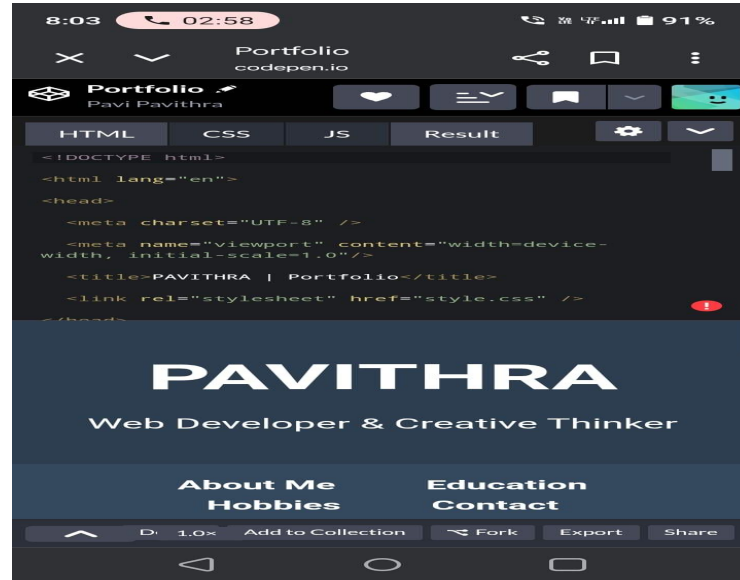 8:03 02:58 91%
Portfolio
codepen.io
Portfolio
Pavi Pavithra
HTML CSS JS Result
<!DOCTYPE html>
<html lang="en">
<head>
<meta charset="UTF-8" />
<meta name="viewport" content="width=device-
width, initial-scale=1.0"/>
<title>PAVITHRA | Portfolio</title>
<link rel="stylesheet" href="style.css" />
</head>
PAVITHRA
Web Developer & Creative Thinker
About Me Education
Hobbies Contact
1.0× Add to Collection Fork Export Share